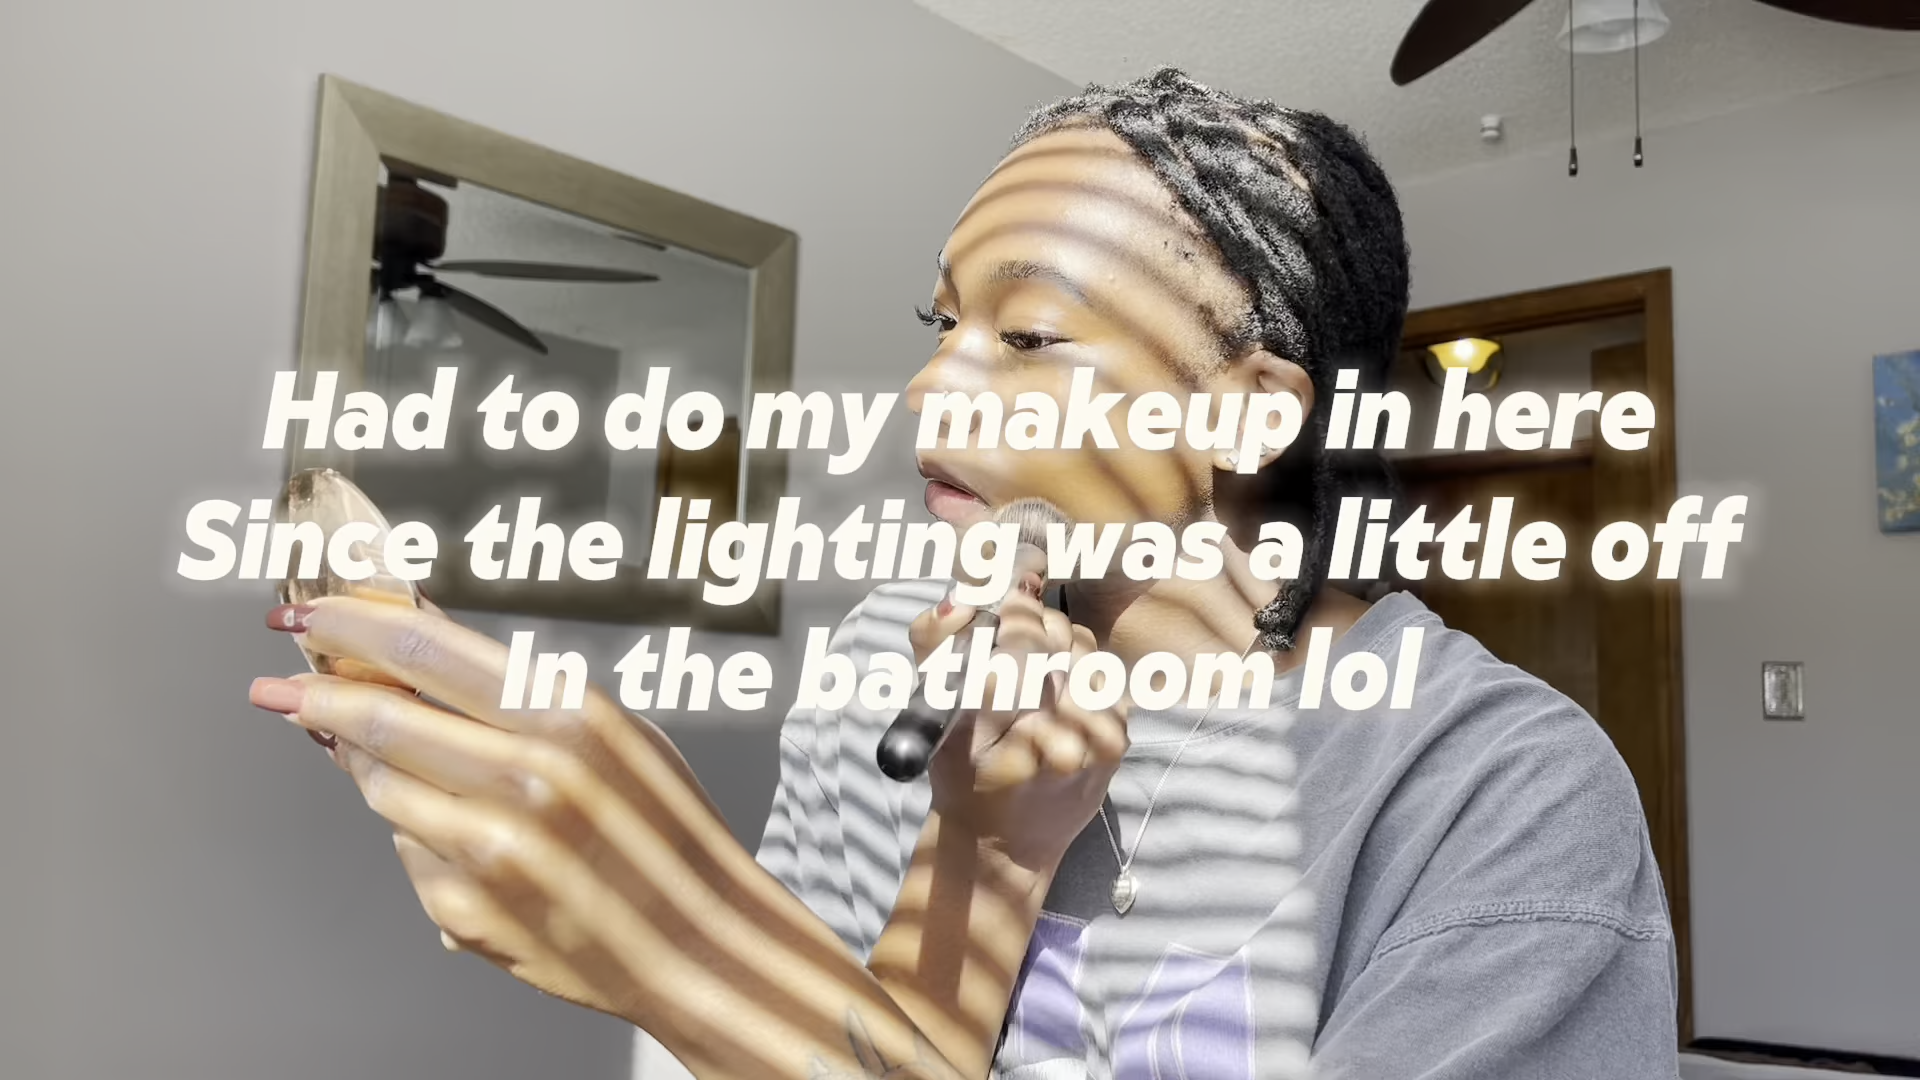 Had to do my makeup in here
Since the lighting was a little off
In the bathroom lol